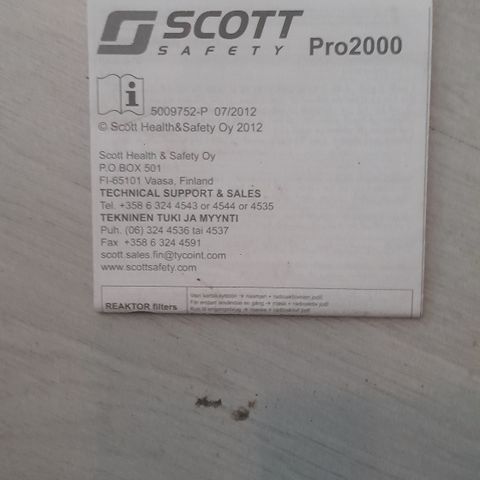 SCOTT
SAFETY Pro2000
i
5009752-P 07/2012
© Scott Health&Safety Oy 2012
Scott Health & Safety Oy
P.O.BOX 501
FI-65101 Vaasa, Finland
TECHNICAL SUPPORT & SALES
Tel. +358 6 324 4543 or 4544 or 4535
TEKNINEN TUKI JA MYYNTI
Puh. (06) 324 4536 tai 4537
Fax +358 6 324 4591
scott.sales.fin@tycoint.com
www.scottsafety.com
REAKTOR filters